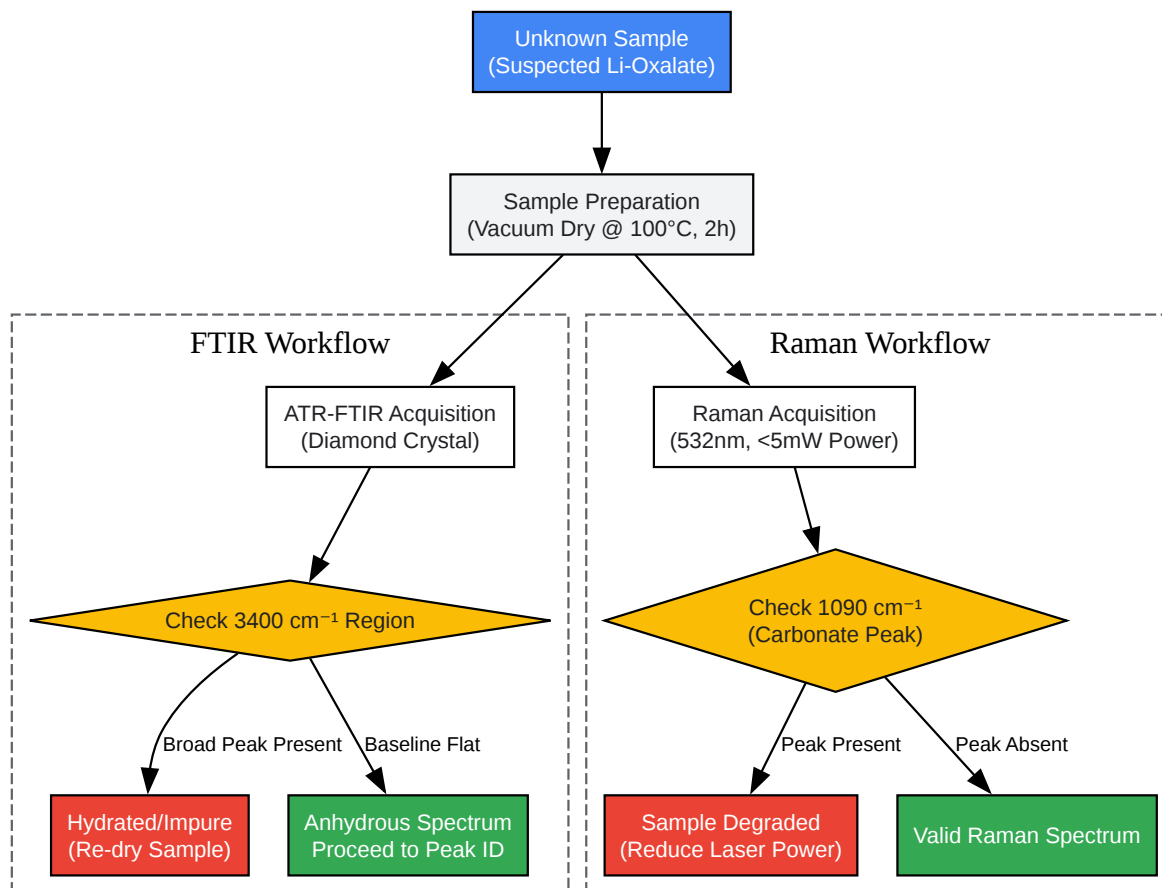 Unknown Sample
(Suspected Li-Oxalate)
Sample Preparation
(Vacuum Dry @ 100°C, 2h)
FTIR Workflow
ATR-FTIR Acquisition
(Diamond Crystal)
Check 3400 cm⁻¹ Region
Broad Peak Present
Baseline Flat
Hydrated/Impure
(Re-dry Sample)
Anhydrous Spectrum
Proceed to Peak ID
Raman Workflow
Raman Acquisition
(532nm, <5mW Power)
Check 1090 cm⁻¹
(Carbonate Peak)
Peak Present
Peak Absent
Sample Degraded
(Reduce Laser Power)
Valid Raman Spectrum